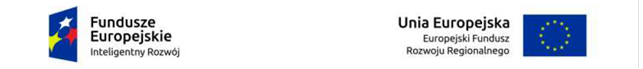 Fundusze
Europejskie
Inteligentny Rozwój
Unia Europejska
Europejski Fundusz
Rozwoju Regionalnego